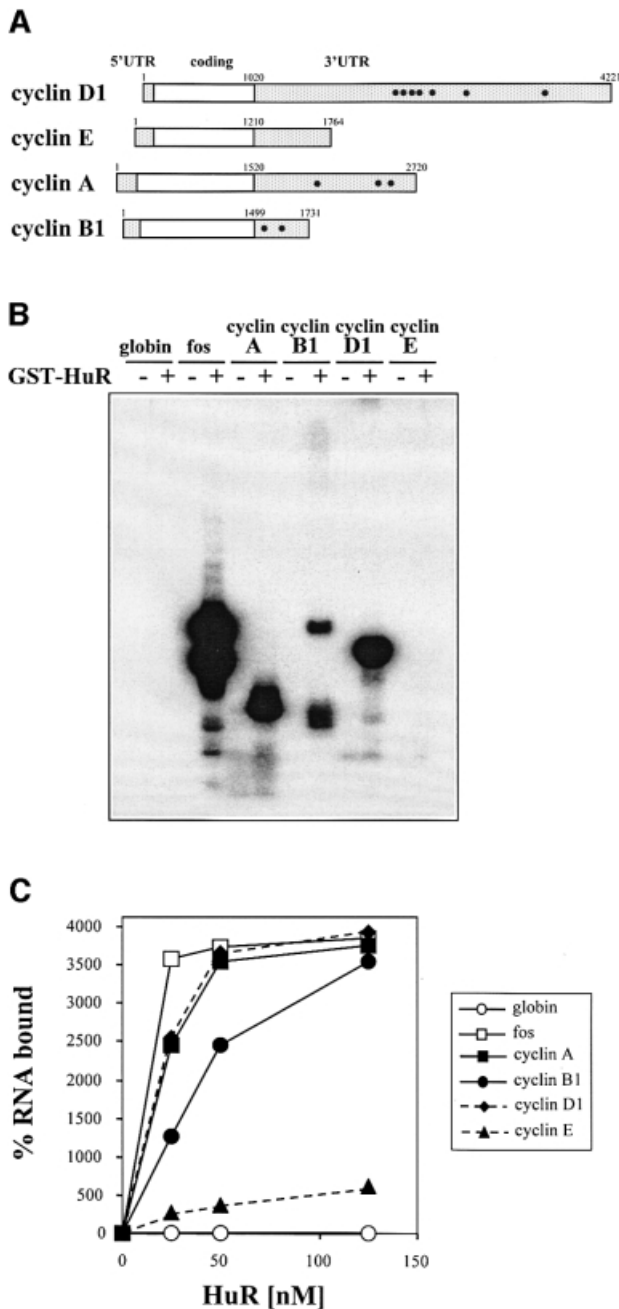 A
5'UTR coding 3'UTR
1 1020 4221
cyclin D1
1 1210 1764
cyclin E
1 1520 2720
cyclin A
1 1499 1731
cyclin B1
B
globin fos cyclin A cyclin B1 cyclin D1 cyclin E
GST-HuR - + - + - + - + - + - +
C
% RNA bound
4000
3500
3000
2500
2000
1500
1000
500
0
0 50 100 150
HuR [nM]
globin
fos
cyclin A
cyclin B1
cyclin D1
cyclin E